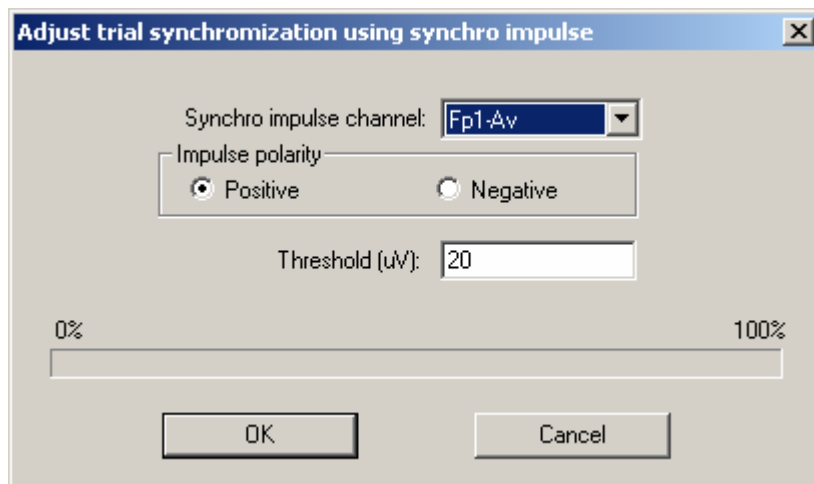 Adjust trial synchromization using synchro impulse
Synchro impulse channel: Fp1-Av
Impulse polarity
Positive Negative
Threshold (uV): 20
0% 100%
OK Cancel